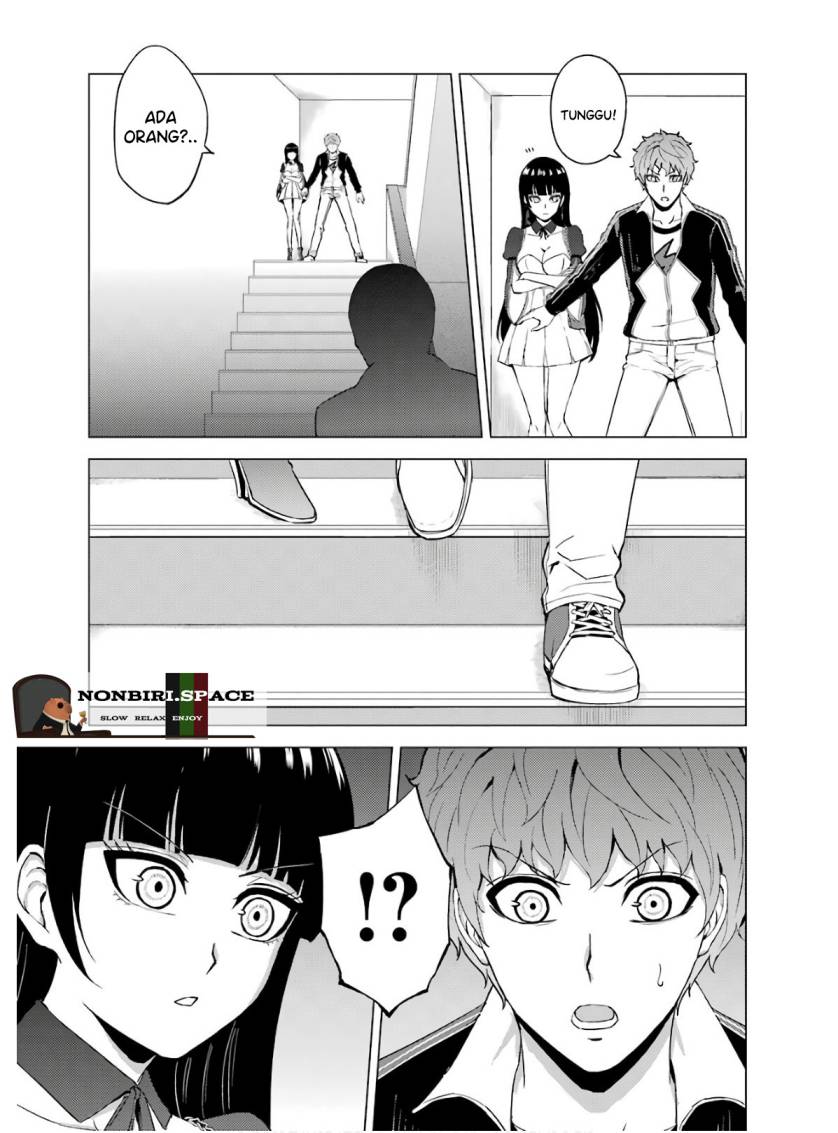 TUNGGU!
ADA
ORANG?..
NONBIRI.SPACE
SLOW RELAX ENJOY
!?